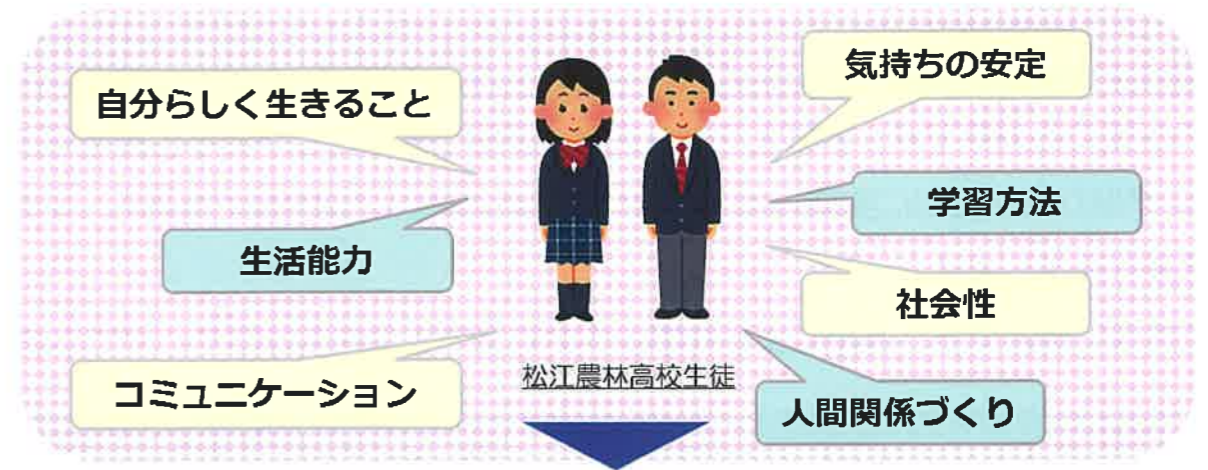 自分らしく生きること
気持ちの安定
学習方法
生活能力
社会性
コミュニケーション
松江農林高校生徒
人間関係づくり